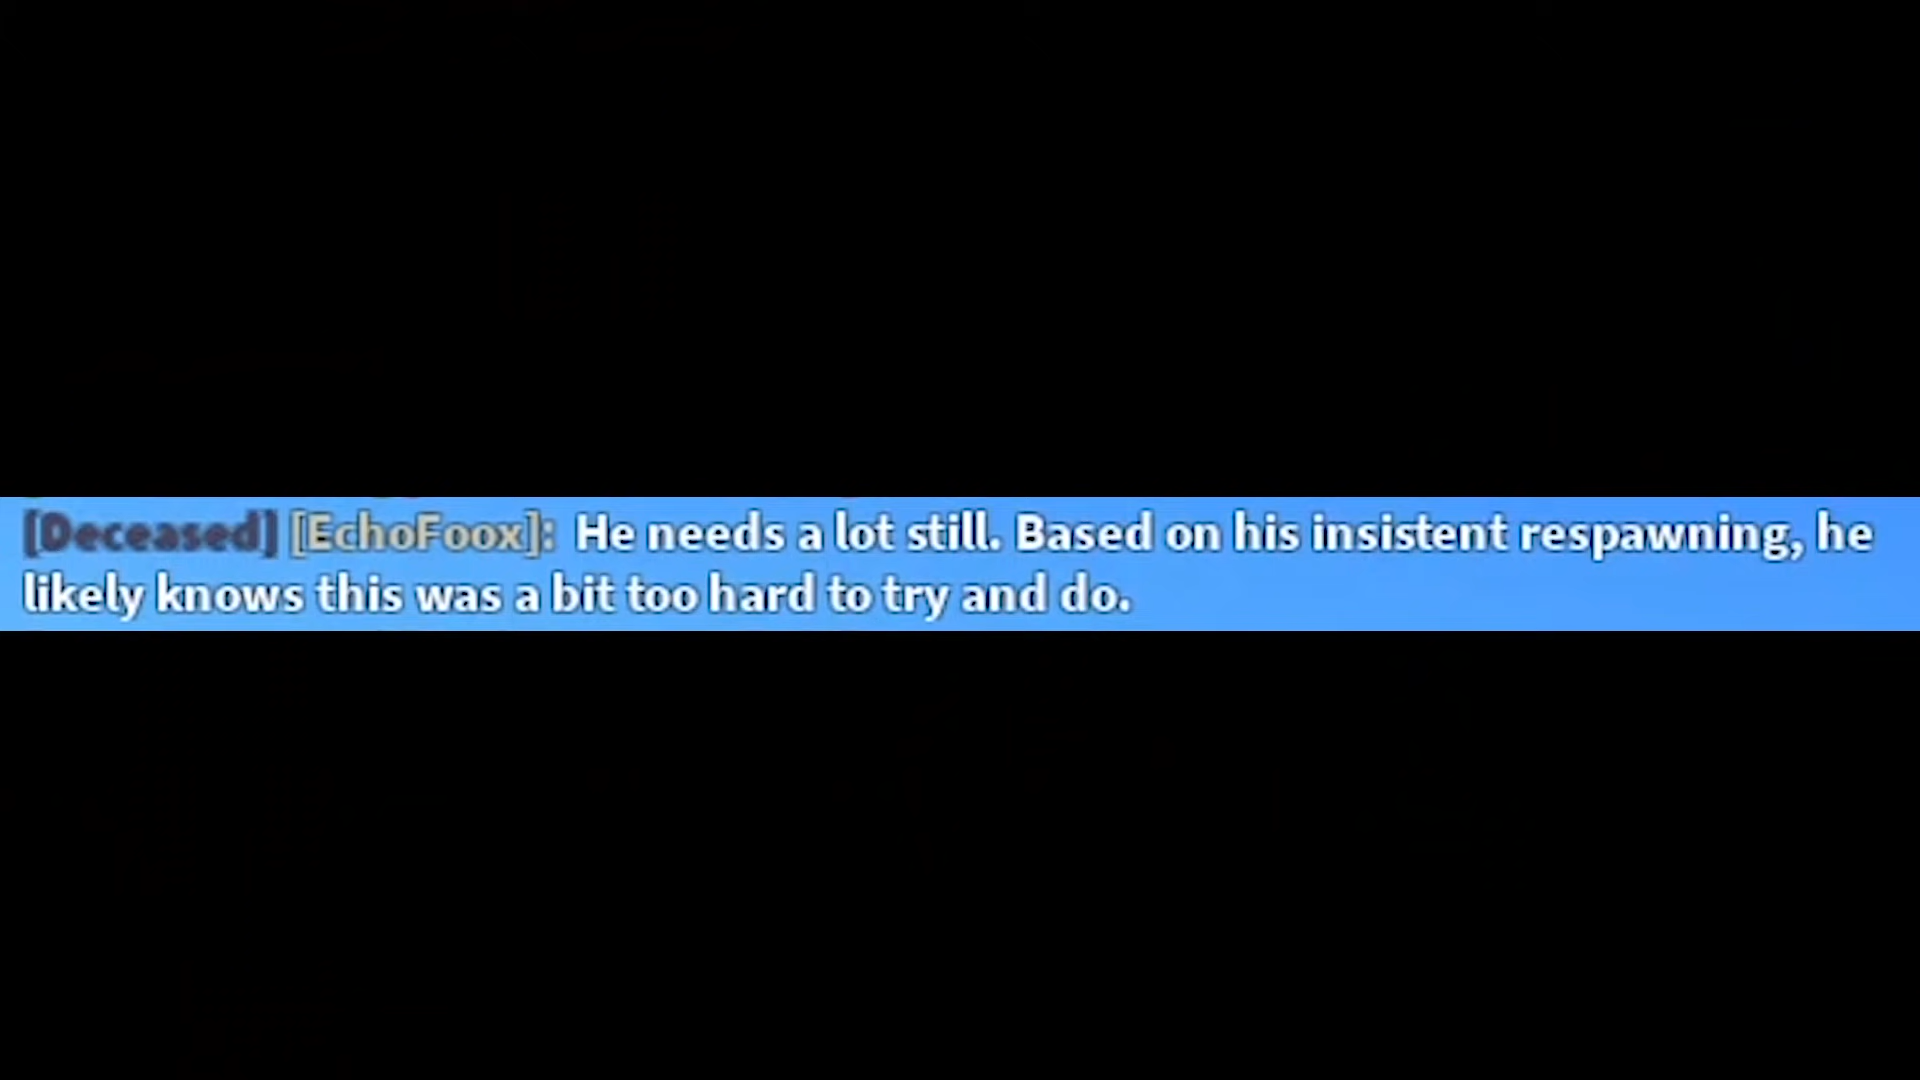 [Deceased] [EchoFoox]: He needs a lot still. Based on his insistent respawning, he
likely knows this was a bit too hard to try and do.